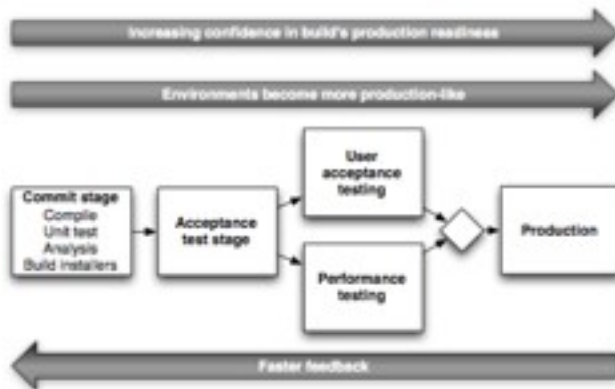 Increasing confidence in build's production readiness
Environments become more production-like
Commit stage
Compile
Unit test
Analysis
Build installers
Acceptance
test stage
User
acceptance
testing
Performance
testing
Production
Faster feedback